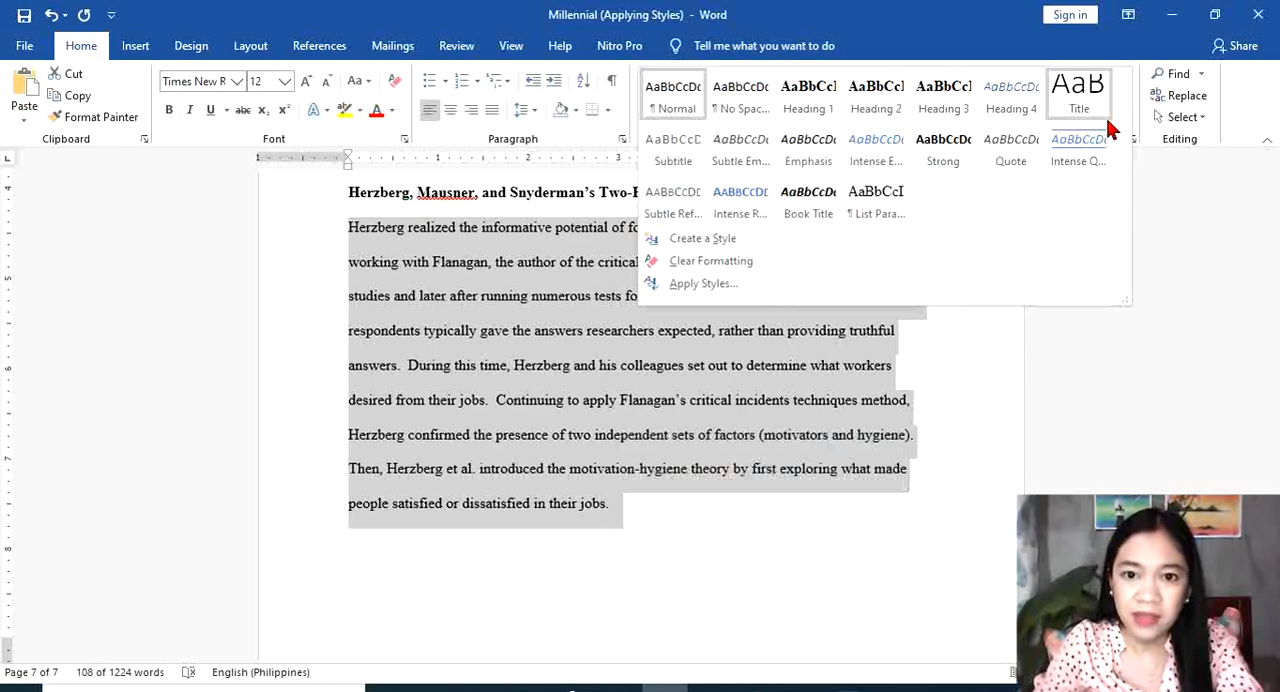 Millennial (Applying Styles) - Word
Sign in
File Home Insert Design Layout References Mailings Review View Help Nitro Pro Tell me what you want to do Share
Paste
Cut
Copy
Format Painter
Clipboard
Times New R 12
Font
Paragraph
AaBbCcDc AaBbCcDc AaBbCcI AaBbCcI AaBbCcI AaBbCcDc AaB
¶ Normal ¶ No Spac... Heading 1 Heading 2 Heading 3 Heading 4 Title
AaBbCcD AaBbCcDc AaBbCcDc AaBbCcDc AaBbCcDc AaBbCcDc AaBbCcDc
Subtitle Subtle Em... Emphasis Intense E... Strong Quote Intense Q...
AABBCCDD AABBCCDD AaBbCcDc AaBbCcI
Subtle Ref... Intense R... Book Title ¶ List Para...
Create a Style
Clear Formatting
Apply Styles...
Find
Replace
Select
Editing
1 1 2 3
Herzberg, Mausner, and Snyderman's Two-
Herzberg realized the informative potential of
working with Flanagan, the author of the critical
studies and later after running numerous tests
respondents typically gave the answers researchers expected, rather than providing truthful
answers. During this time, Herzberg and his colleagues set out to determine what workers
desired from their jobs. Continuing to apply Flanagan's critical incidents techniques method,
Herzberg confirmed the presence of two independent sets of factors (motivators and hygiene).
Then, Herzberg et al. introduced the motivation-hygiene theory by first exploring what made
people satisfied or dissatisfied in their jobs.
Page 7 of 7 108 of 1224 words English (Philippines)